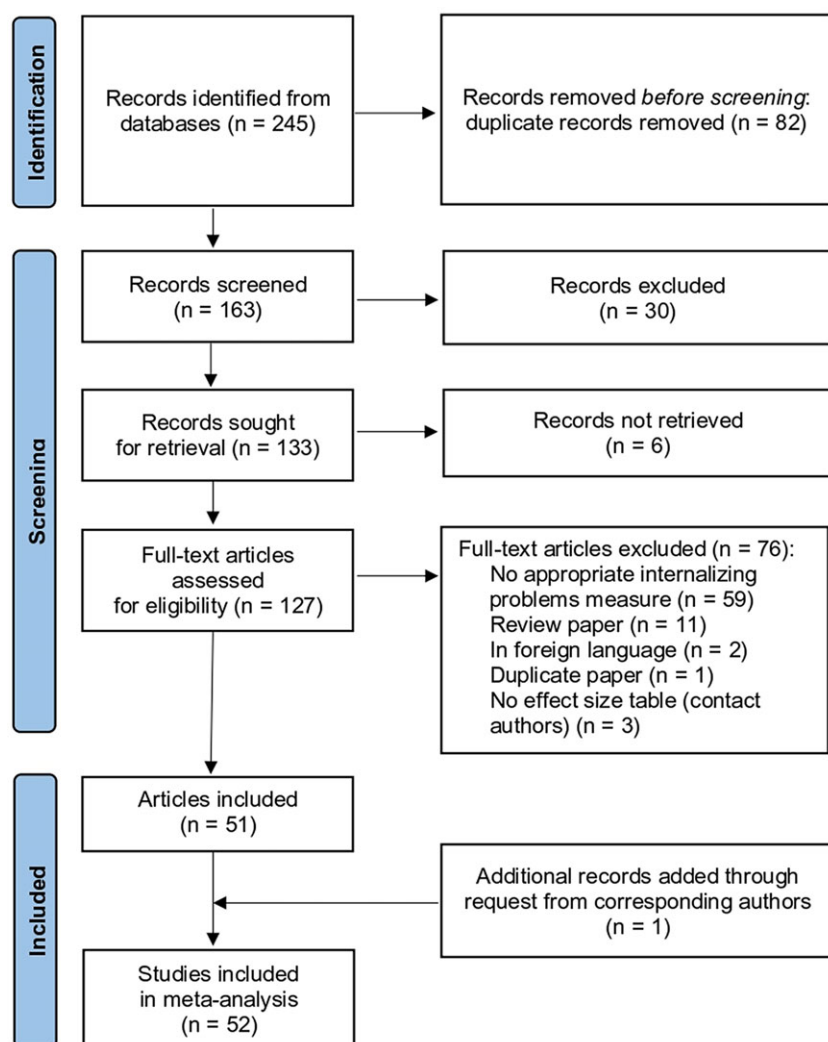 Identification
Records identified from
databases (n = 245)
Records removed before screening:
duplicate records removed (n = 82)
Screening
Records screened
(n = 163)
Records excluded
(n = 30)
Records sought
for retrieval (n = 133)
Records not retrieved
(n = 6)
Full-text articles
assessed
for eligibility (n = 127)
Full-text articles excluded (n = 76):
No appropriate internalizing
problems measure (n = 59)
Review paper (n = 11)
In foreign language (n = 2)
Duplicate paper (n = 1)
No effect size table (contact
authors) (n = 3)
Included
Articles included
(n = 51)
Additional records added through
request from corresponding authors
(n = 1)
Studies included
in meta-analysis
(n = 52)